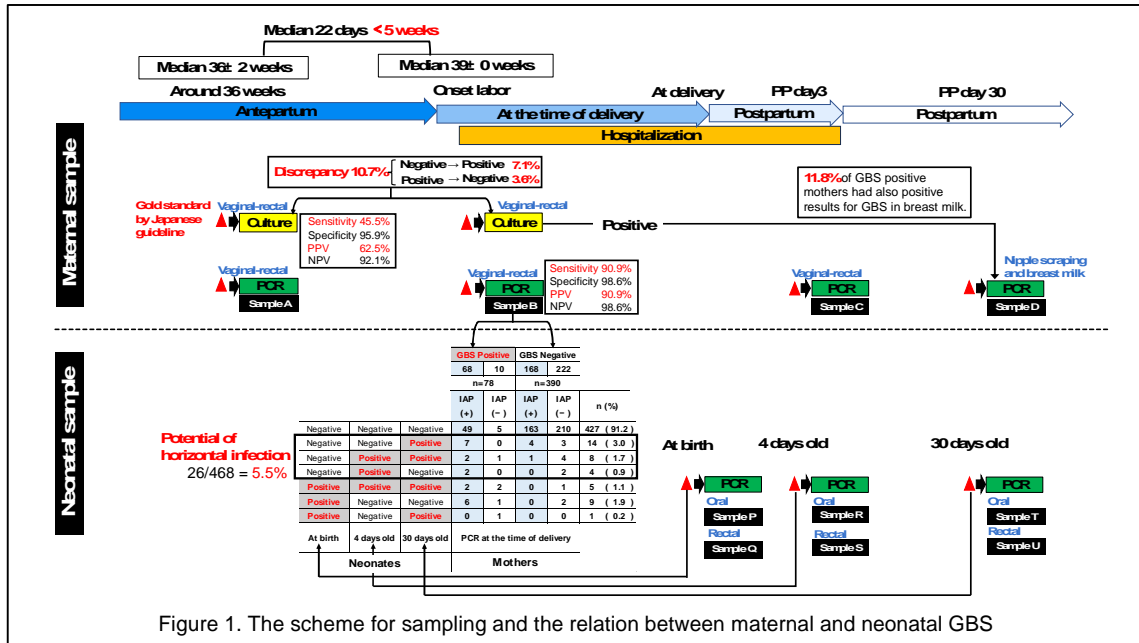 Median 22 days <5 weeks
Median 36± 2 weeks
Median 39± 0 weeks
Around 36 weeks
Onset labor
At delivery
PP day3
PP day 30
Antepartum
At the time of delivery
Postpartum
Postpartum
Hospitalization
Maternal sample
Discrepancy 10.7%
Negative → Positive 7.1%
Positive → Negative 3.6%
11.8% of GBS positive
mothers had also positive
results for GBS in breast milk.
Gold standard
by Japanese
guideline
Vaginal-rectal
Culture
Sensitivity 45.5%
Specificity 95.9%
PPV 62.5%
NPV 92.1%
Vaginal-rectal
Culture
Positive
Vaginal-rectal
PCR
Sample A
Vaginal-rectal
PCR
Sample B
Sensitivity 90.9%
Specificity 98.6%
PPV 90.9%
NPV 98.6%
Vaginal-rectal
PCR
Sample C
Nipple scraping
and breast milk
PCR
Sample D
Neonatal sample
GBS Positive GBS Negative
68 10 168 222
n=78 n=390
IAP (+) IAP (−) IAP (+) IAP (−) n (%)
Negative Negative Negative 49 5 163 210 427 ( 91.2 )
Negative Negative Positive 7 0 4 3 14 ( 3.0 )
Negative Positive Positive 2 1 1 4 8 ( 1.7 )
Negative Positive Negative 2 0 0 2 4 ( 0.9 )
Positive Positive Positive 2 2 0 1 5 ( 1.1 )
Positive Negative Negative 6 1 0 2 9 ( 1.9 )
Positive Negative Positive 0 1 0 0 1 ( 0.2 )
At birth 4 days old 30 days old PCR at the time of delivery
Neonates Mothers
Potential of
horizontal infection
26/468 = 5.5%
At birth
PCR
Oral
Sample P
Rectal
Sample Q
4 days old
PCR
Oral
Sample R
Rectal
Sample S
30 days old
PCR
Oral
Sample T
Rectal
Sample U
Figure 1. The scheme for sampling and the relation between maternal and neonatal GBS